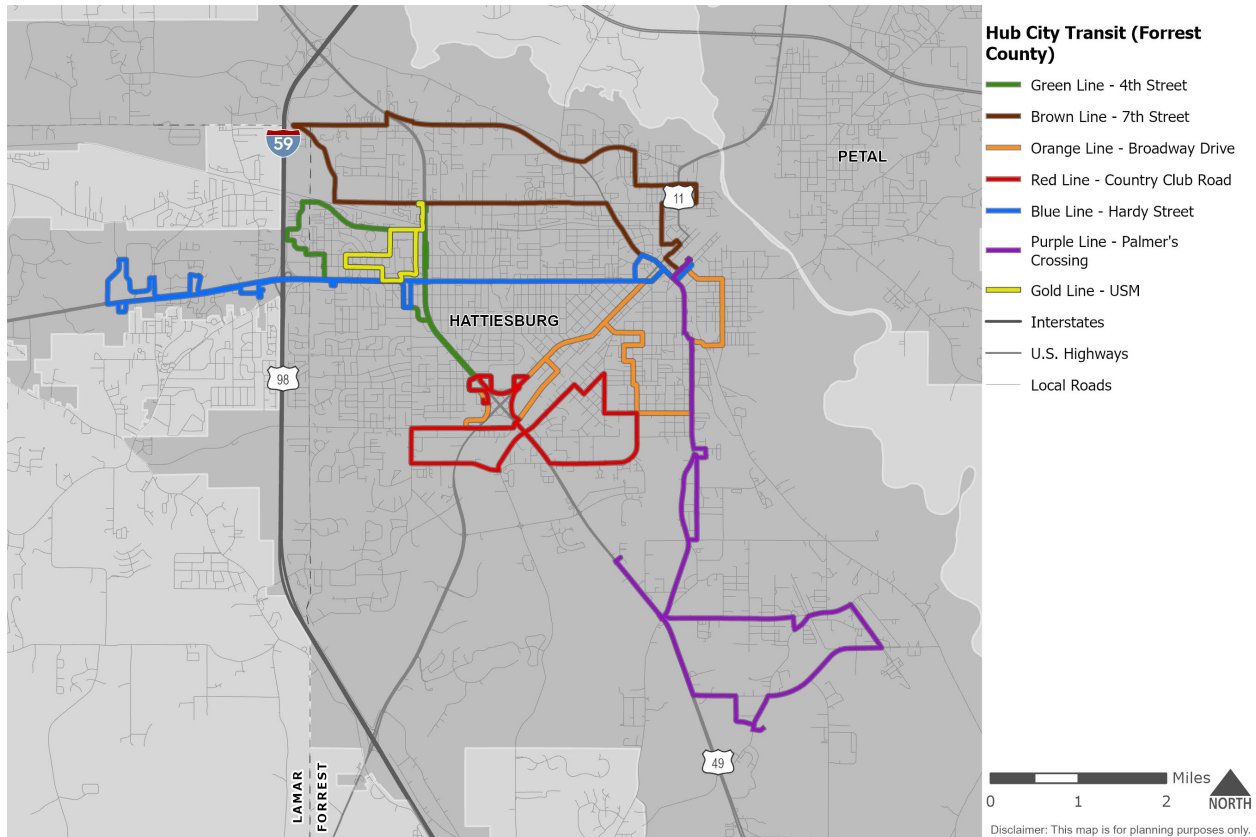 Hub City Transit (Forrest
County)
Green Line - 4th Street
Brown Line - 7th Street
Orange Line - Broadway Drive
Red Line - Country Club Road
Blue Line - Hardy Street
Purple Line - Palmer's
Crossing
Gold Line - USM
Interstates
U.S. Highways
Local Roads
59
PETAL
11
HATTIESBURG
98
49
LAMAR
FORREST
Miles
0 1 2
NORTH
Disclaimer: This map is for planning purposes only.